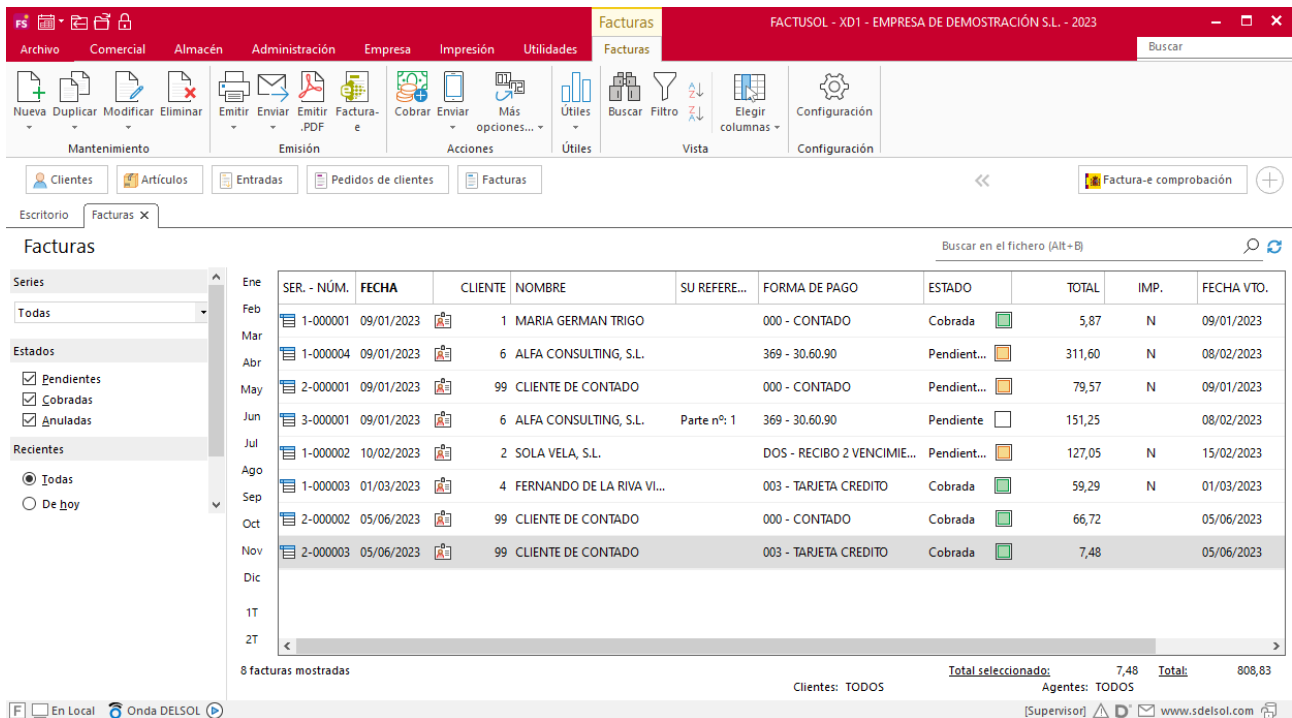 FS Facturas FACTUSOL - XD1 - EMPRESA DE DEMOSTRACIÓN S.L. - 2023
Archivo Comercial Almacén Administración Empresa Impresión Utilidades Facturas Buscar
Nueva Duplicar Modificar Eliminar Emitir Enviar Emitir .PDF Factura-e Cobrar Enviar Más opciones... Útiles Buscar Filtro Elegir columnas Configuración
Mantenimiento Emisión Acciones Útiles Vista Configuración
Clientes Artículos Entradas Pedidos de clientes Facturas Factura-e comprobación
Escritorio Facturas
Facturas Buscar en el fichero (Alt+B)
Series
Todas
Estados
Pendientes
Cobradas
Anuladas
Recientes
Todas
De hoy
Ene
Feb
Mar
Abr
May
Jun
Jul
Ago
Sep
Oct
Nov
Dic
1T
2T
SER. - NÚM. FECHA CLIENTE NOMBRE SU REFERE... FORMA DE PAGO ESTADO TOTAL IMP. FECHA VTO.
1-000001 09/01/2023 1 MARIA GERMAN TRIGO 000 - CONTADO Cobrada 5,87 N 09/01/2023
1-000004 09/01/2023 6 ALFA CONSULTING, S.L. 369 - 30.60.90 Pendient... 311,60 N 08/02/2023
2-000001 09/01/2023 99 CLIENTE DE CONTADO 000 - CONTADO Pendient... 79,57 N 09/01/2023
3-000001 09/01/2023 6 ALFA CONSULTING, S.L. Parte nº: 1 369 - 30.60.90 Pendiente 151,25 08/02/2023
1-000002 10/02/2023 2 SOLA VELA, S.L. DOS - RECIBO 2 VENCIMIE... Pendient... 127,05 N 15/02/2023
1-000003 01/03/2023 4 FERNANDO DE LA RIVA VI... 003 - TARJETA CREDITO Cobrada 59,29 N 01/03/2023
2-000002 05/06/2023 99 CLIENTE DE CONTADO 000 - CONTADO Cobrada 66,72 05/06/2023
2-000003 05/06/2023 99 CLIENTE DE CONTADO 003 - TARJETA CREDITO Cobrada 7,48 05/06/2023
8 facturas mostradas Total seleccionado: 7,48 Total: 808,83
Clientes: TODOS Agentes: TODOS
F En Local Onda DELSOL [Supervisor] D www.sdelsol.com